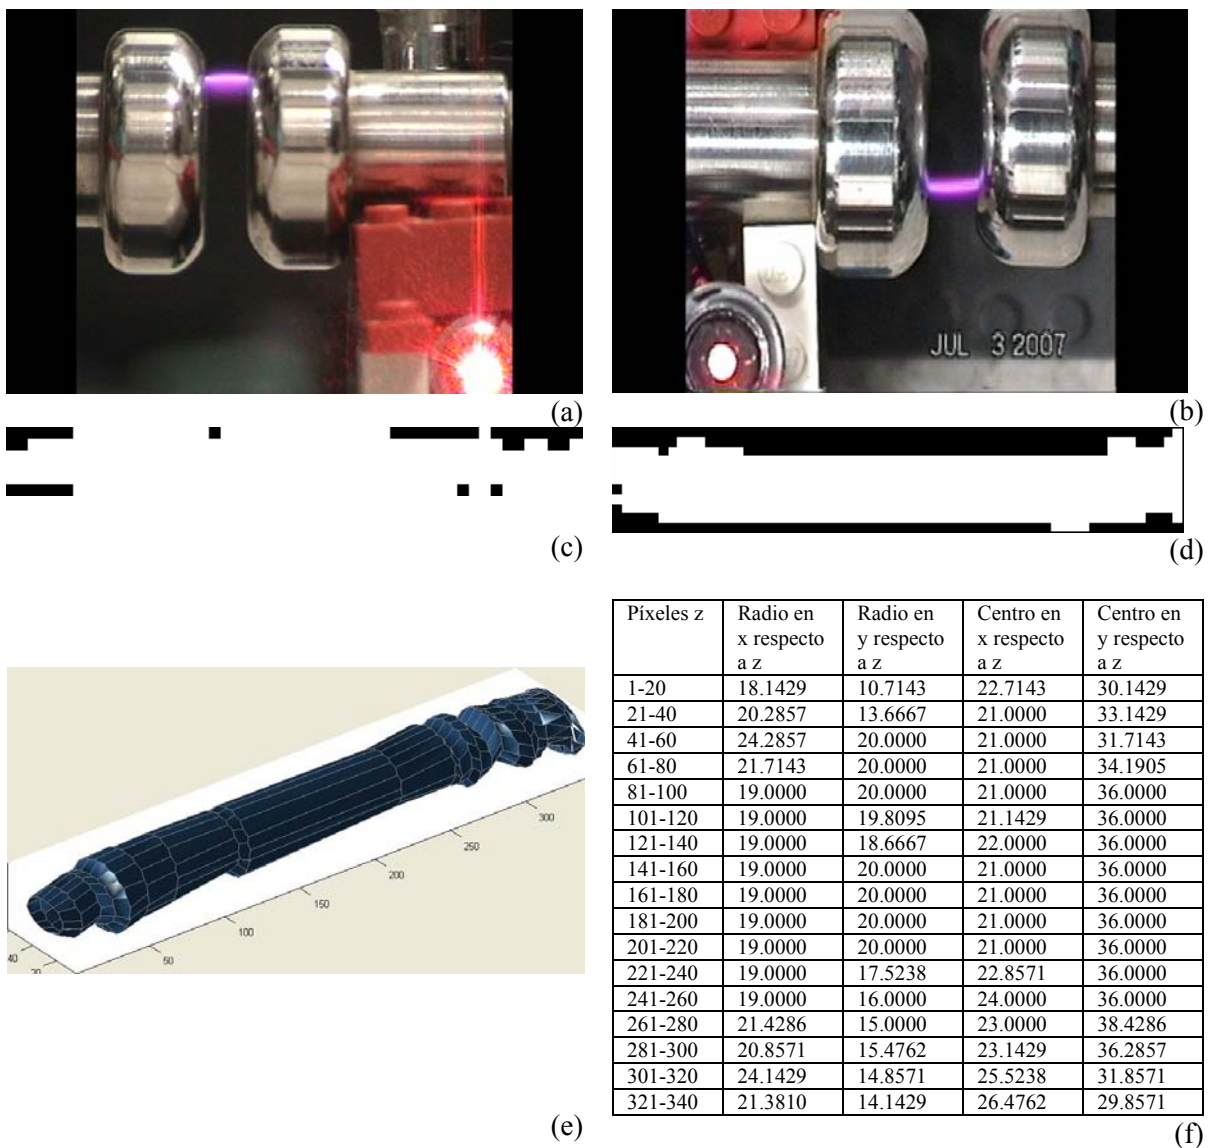 (a)
JUL 3 2007
(b)
(c)
(d)
40
20
50
100
150
200
250
300
(e)
Píxeles z Radio en x respecto a z Radio en y respecto a z Centro en x respecto a z Centro en y respecto a z
1-20 18.1429 10.7143 22.7143 30.1429
21-40 20.2857 13.6667 21.0000 33.1429
41-60 24.2857 20.0000 21.0000 31.7143
61-80 21.7143 20.0000 21.0000 34.1905
81-100 19.0000 20.0000 21.0000 36.0000
101-120 19.0000 19.8095 21.1429 36.0000
121-140 19.0000 18.6667 22.0000 36.0000
141-160 19.0000 20.0000 21.0000 36.0000
161-180 19.0000 20.0000 21.0000 36.0000
181-200 19.0000 20.0000 21.0000 36.0000
201-220 19.0000 20.0000 21.0000 36.0000
221-240 19.0000 17.5238 22.8571 36.0000
241-260 19.0000 16.0000 24.0000 36.0000
261-280 21.4286 15.0000 23.0000 38.4286
281-300 20.8571 15.4762 23.1429 36.2857
301-320 24.1429 14.8571 25.5238 31.8571
321-340 21.3810 14.1429 26.4762 29.8571
(f)